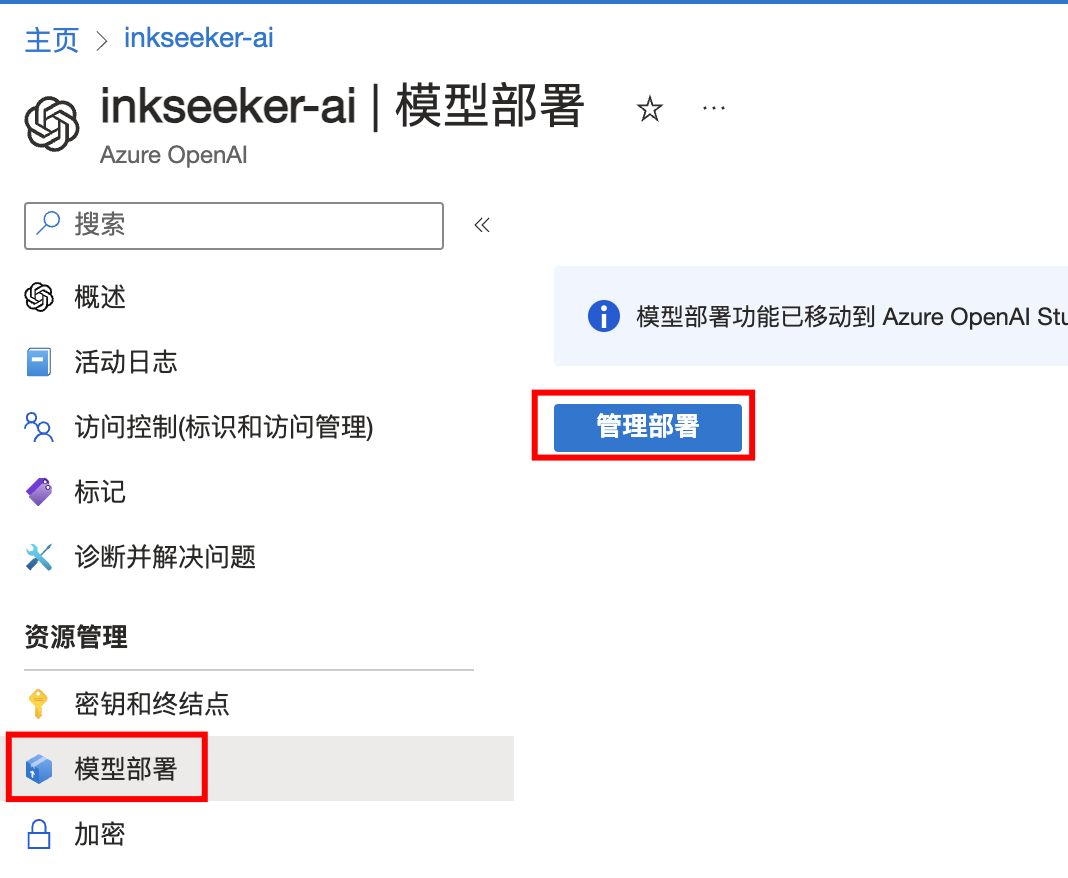 主页 > inkseeker-ai
inkseeker-ai | 模型部署
Azure OpenAI
搜索
概述
活动日志
访问控制(标识和访问管理)
标记
诊断并解决问题
资源管理
密钥和终结点
模型部署
加密
模型部署功能已移动到 Azure OpenAI
管理部署